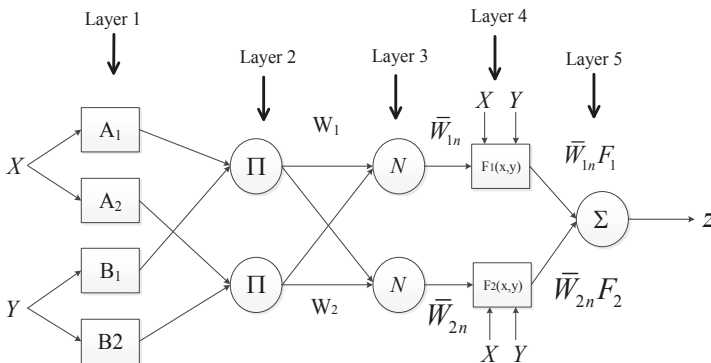 Layer 1
Layer 2
Layer 3
Layer 4
Layer 5
X
Y
A₁
A₂
B₁
B2
Π
Π
W₁
W₂
N
N
W̅₁ₙ
W̅₂ₙ
X Y
F1(x,y)
F2(x,y)
X Y
W̅₁ₙF₁
W̅₂ₙF₂
Σ
z